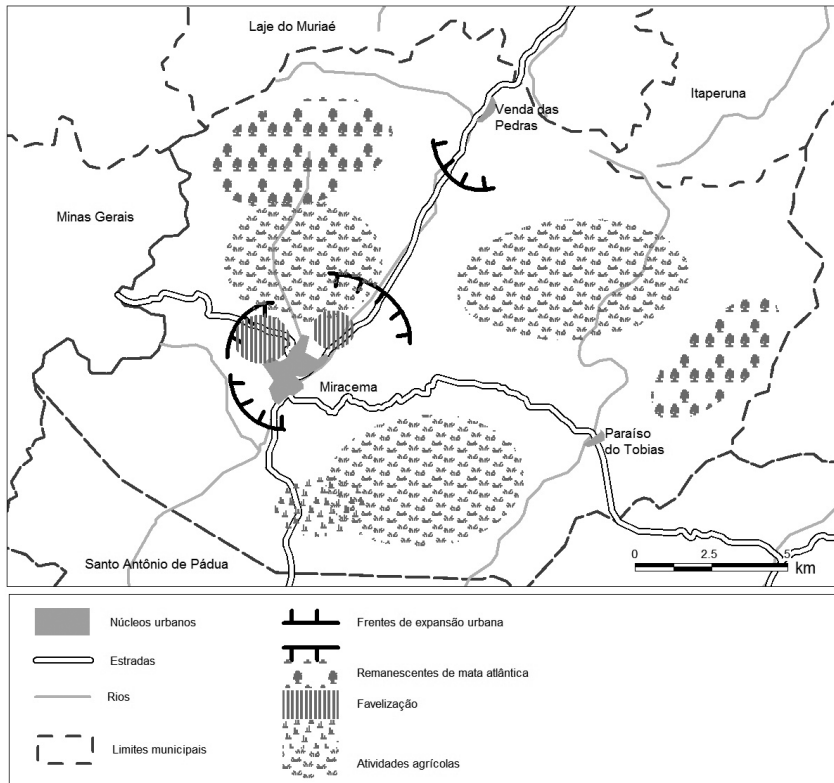 Laje do Muriaé
Itaperuna
Venda das
Pedras
Minas Gerais
Miracema
Paraíso
do Tobias
Santo Antônio de Pádua
0 2.5 5
km
Núcleos urbanos
Estradas
Rios
Limites municipais
Frentes de expansão urbana
Remanescentes de mata atlântica
Favelização
Atividades agrícolas